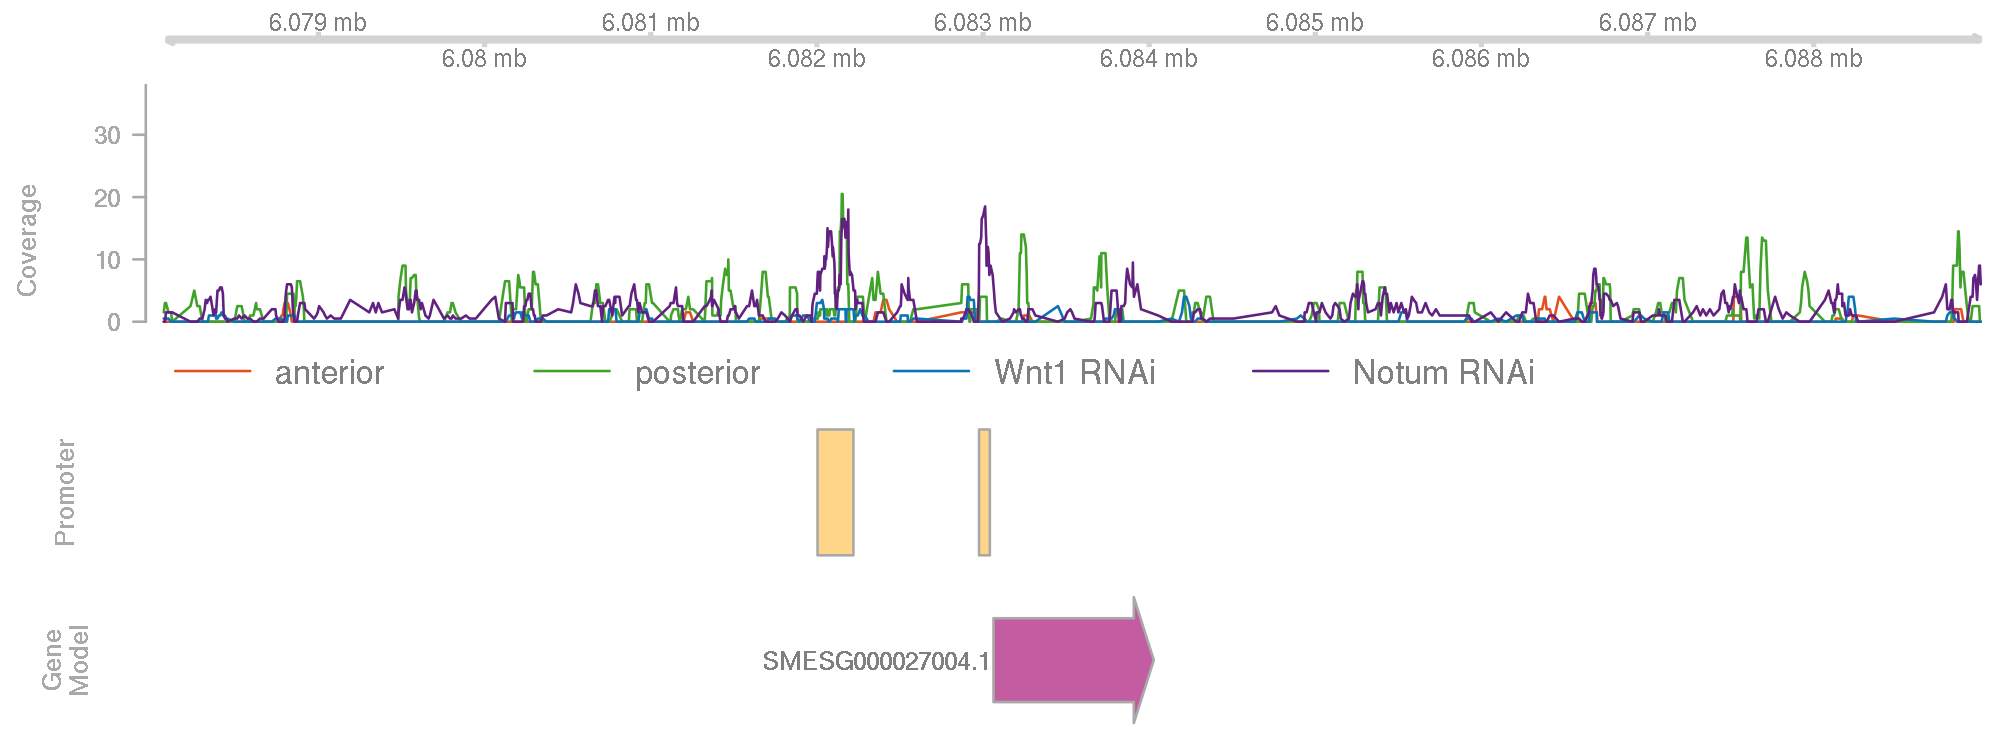 6.079 mb 6.081 mb 6.083 mb 6.085 mb 6.087 mb
6.08 mb 6.082 mb 6.084 mb 6.086 mb 6.088 mb
Coverage
30
20
10
0
anterior posterior Wnt1 RNAi Notum RNAi
Promoter
Gene
Model
SMESG000027004.1